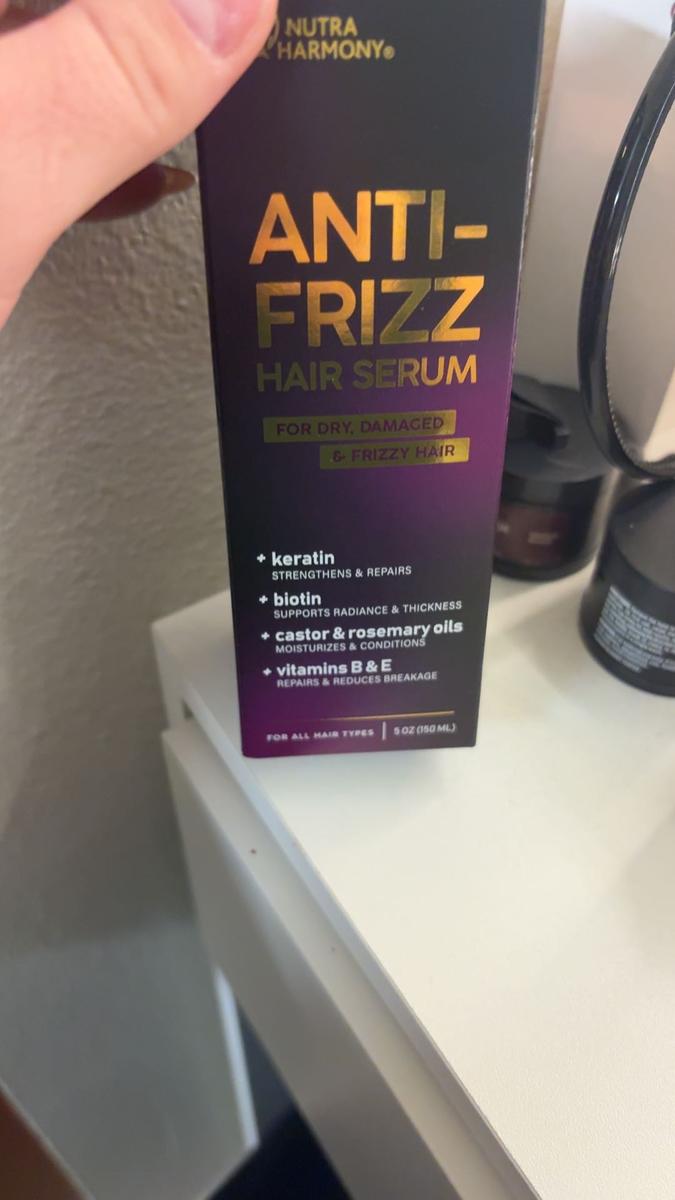 NUTRA
HARMONY®
ANTI-
FRIZZ
HAIR SERUM
FOR DRY, DAMAGED
& FRIZZY HAIR
+ keratin
STRENGTHENS & REPAIRS
+ biotin
SUPPORTS RADIANCE & THICKNESS
+ castor & rosemary oils
MOISTURIZES & CONDITIONS
+ vitamins B & E
REPAIRS & REDUCES BREAKAGE
FOR ALL HAIR TYPES | 5 OZ (150 ML)